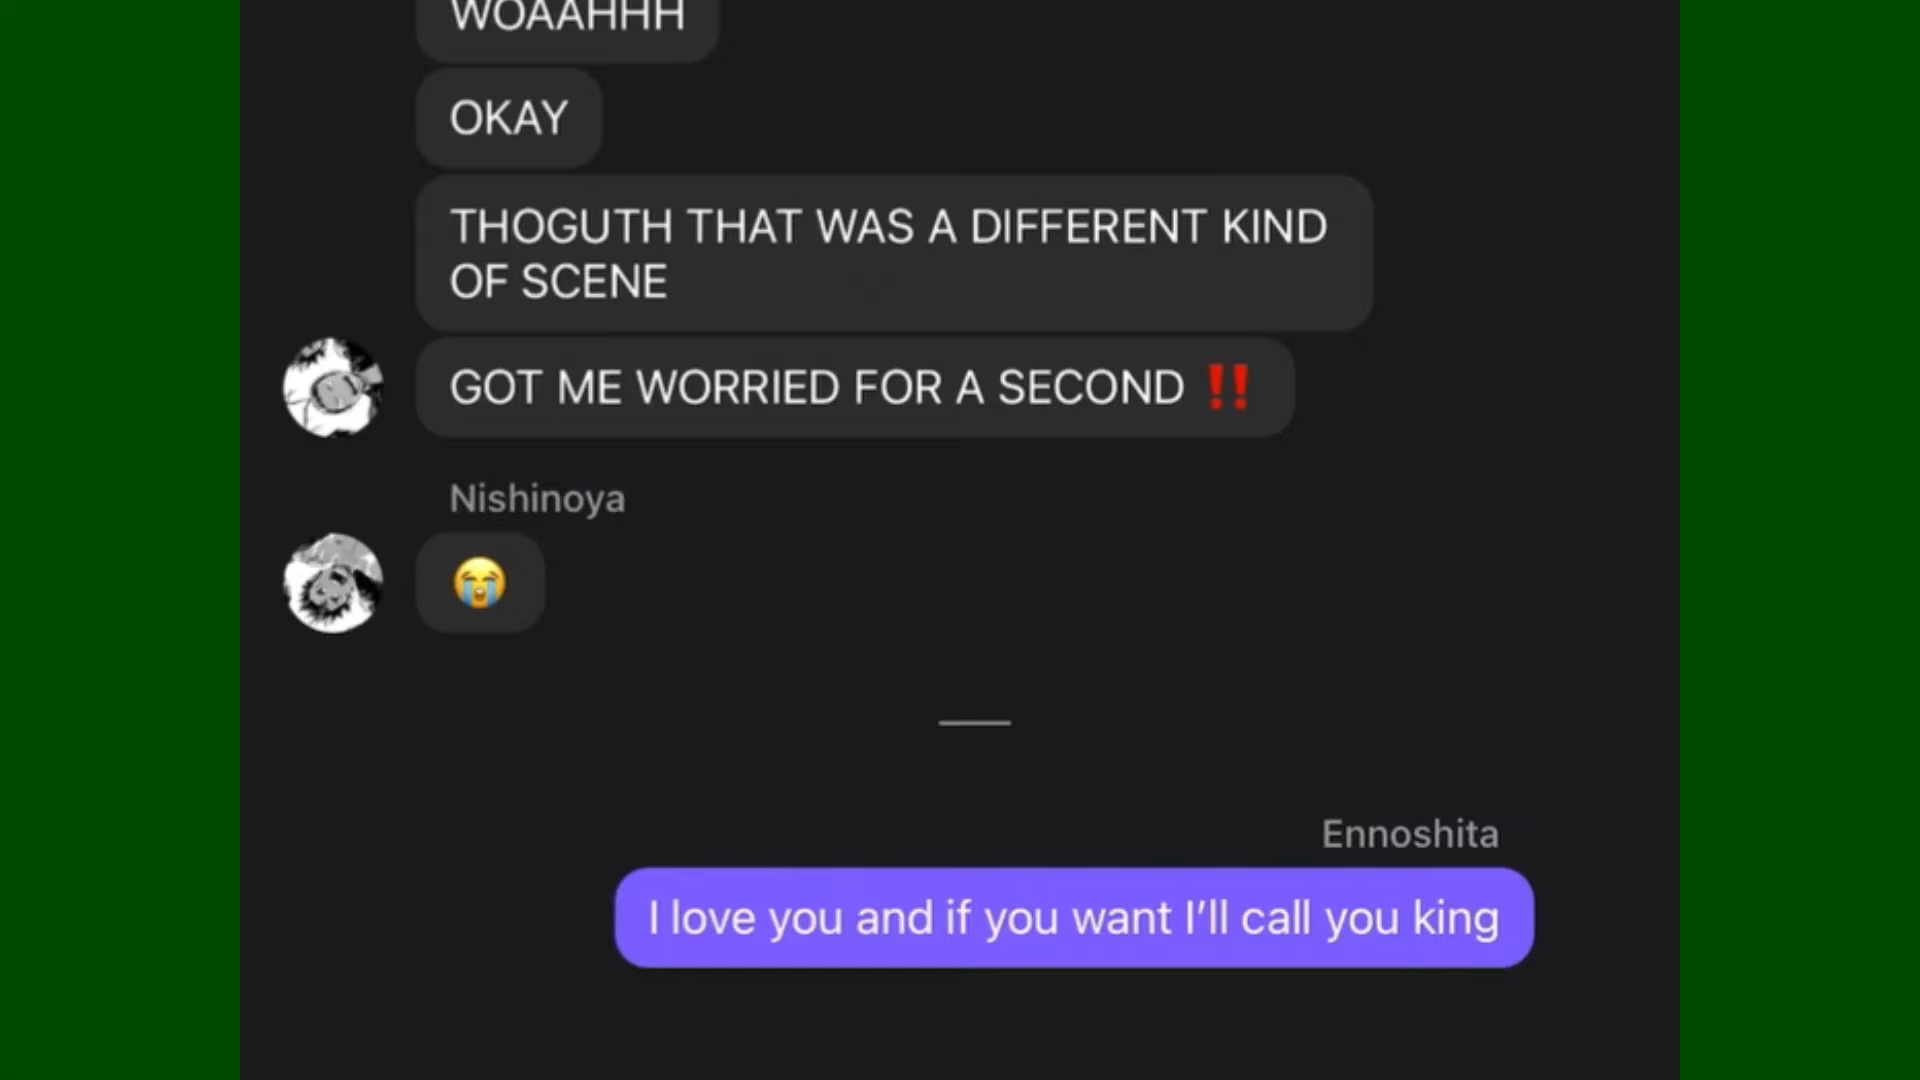 WOAAHHH
OKAY
THOGUTH THAT WAS A DIFFERENT KIND
OF SCENE
GOT ME WORRIED FOR A SECOND ‼️
Nishinoya
😭
Ennoshita
I love you and if you want I’ll call you king